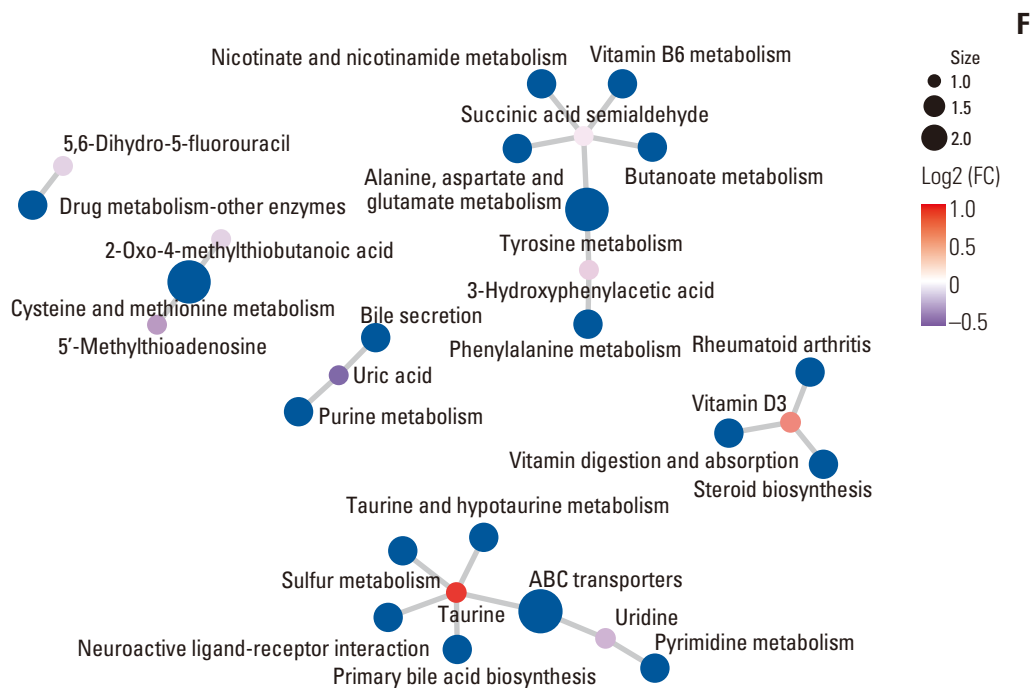 F
Size
1.0
1.5
2.0
Log2 (FC)
1.0
0.5
0
–0.5
Nicotinate and nicotinamide metabolism
Vitamin B6 metabolism
Succinic acid semialdehyde
Alanine, aspartate and
glutamate metabolism
Butanoate metabolism
Tyrosine metabolism
3-Hydroxyphenylacetic acid
Phenylalanine metabolism
5,6-Dihydro-5-fluorouracil
Drug metabolism-other enzymes
2-Oxo-4-methylthiobutanoic acid
Cysteine and methionine metabolism
5′-Methylthioadenosine
Bile secretion
Uric acid
Purine metabolism
Rheumatoid arthritis
Vitamin D3
Vitamin digestion and absorption
Steroid biosynthesis
Taurine and hypotaurine metabolism
Sulfur metabolism
ABC transporters
Taurine
Uridine
Neuroactive ligand-receptor interaction
Pyrimidine metabolism
Primary bile acid biosynthesis